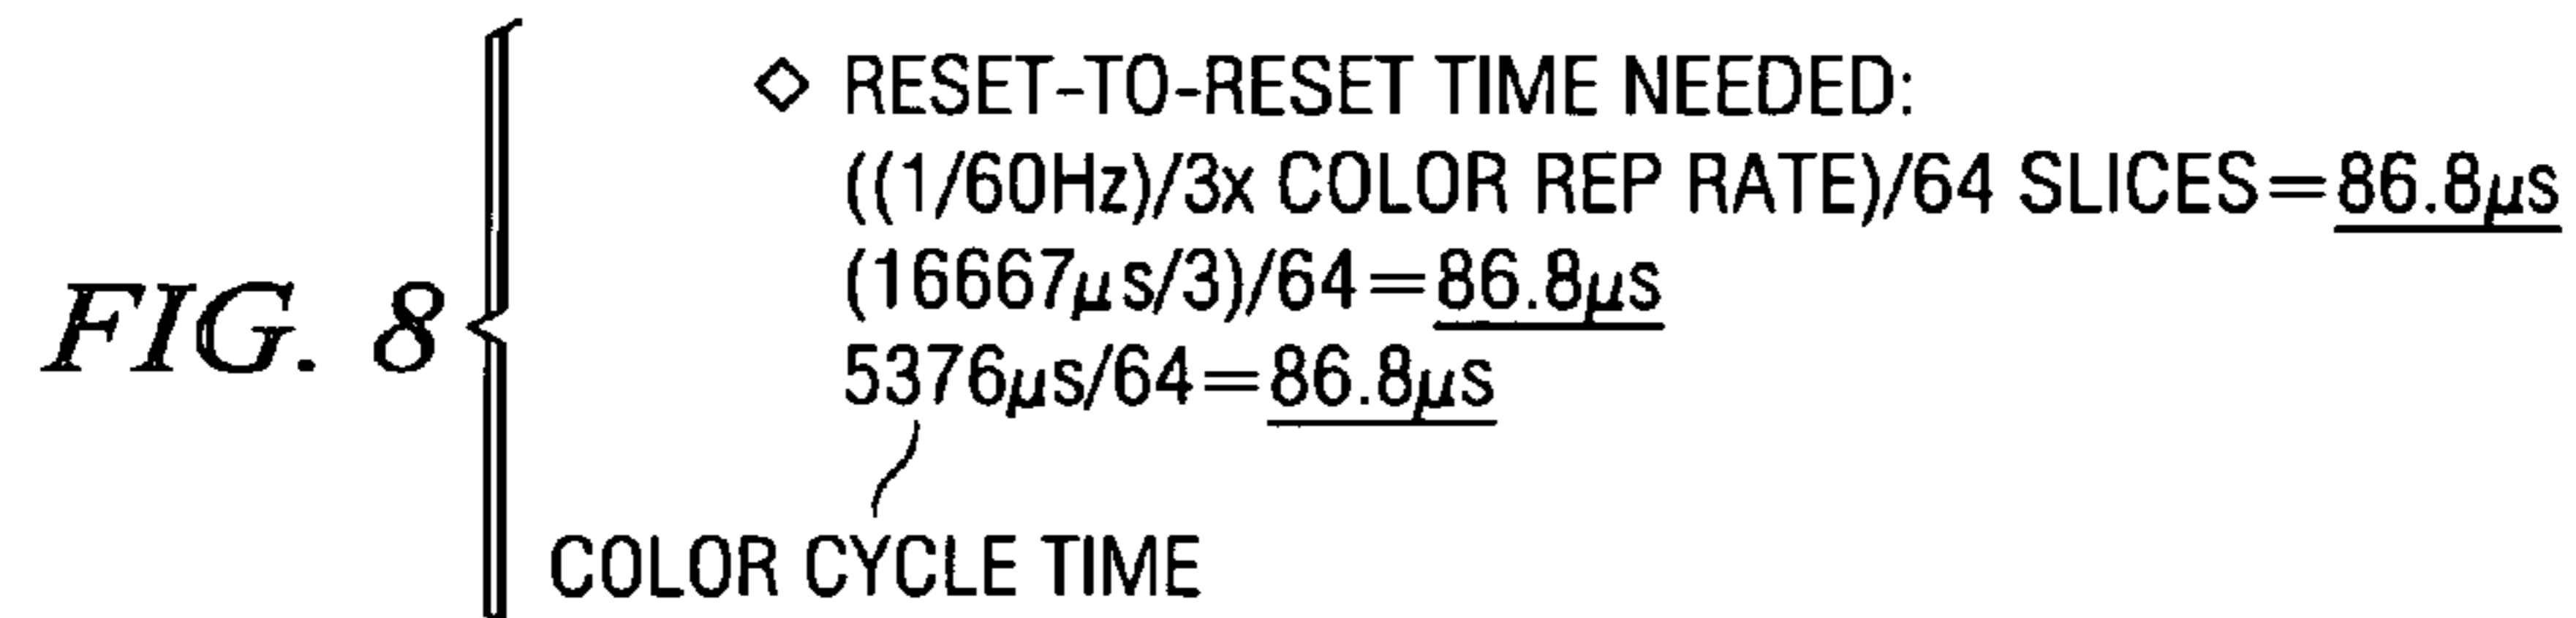 FIG. 8
◇ RESET-TO-RESET TIME NEEDED:
((1/60Hz)/3x COLOR REP RATE)/64 SLICES=86.8μs
(16667μs/3)/64=86.8μs
5376μs/64=86.8μs
COLOR CYCLE TIME